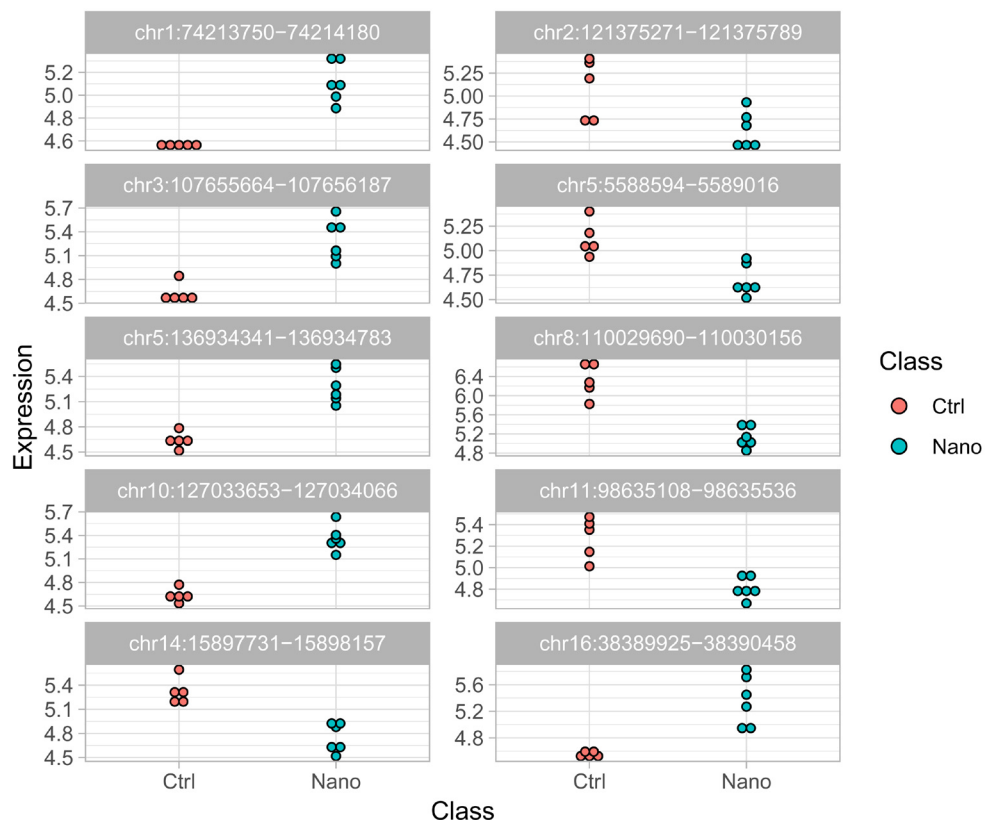 chr1:74213750−74214180
5.2
5.0
4.8
4.6
chr2:121375271−121375789
5.25
5.00
4.75
4.50
chr3:107655664−107656187
5.7
5.4
5.1
4.8
4.5
chr5:5588594−5589016
5.25
5.00
4.75
4.50
chr5:136934341−136934783
5.4
5.1
4.8
4.5
chr8:110029690−110030156
6.4
6.0
5.6
5.2
4.8
chr10:127033653−127034066
5.7
5.4
5.1
4.8
4.5
chr11:98635108−98635536
5.4
5.2
5.0
4.8
chr14:15897731−15898157
5.4
5.1
4.8
4.5
chr16:38389925−38390458
5.6
5.2
4.8
Ctrl
Nano
Ctrl
Nano
Class
Expression
Class
Ctrl
Nano